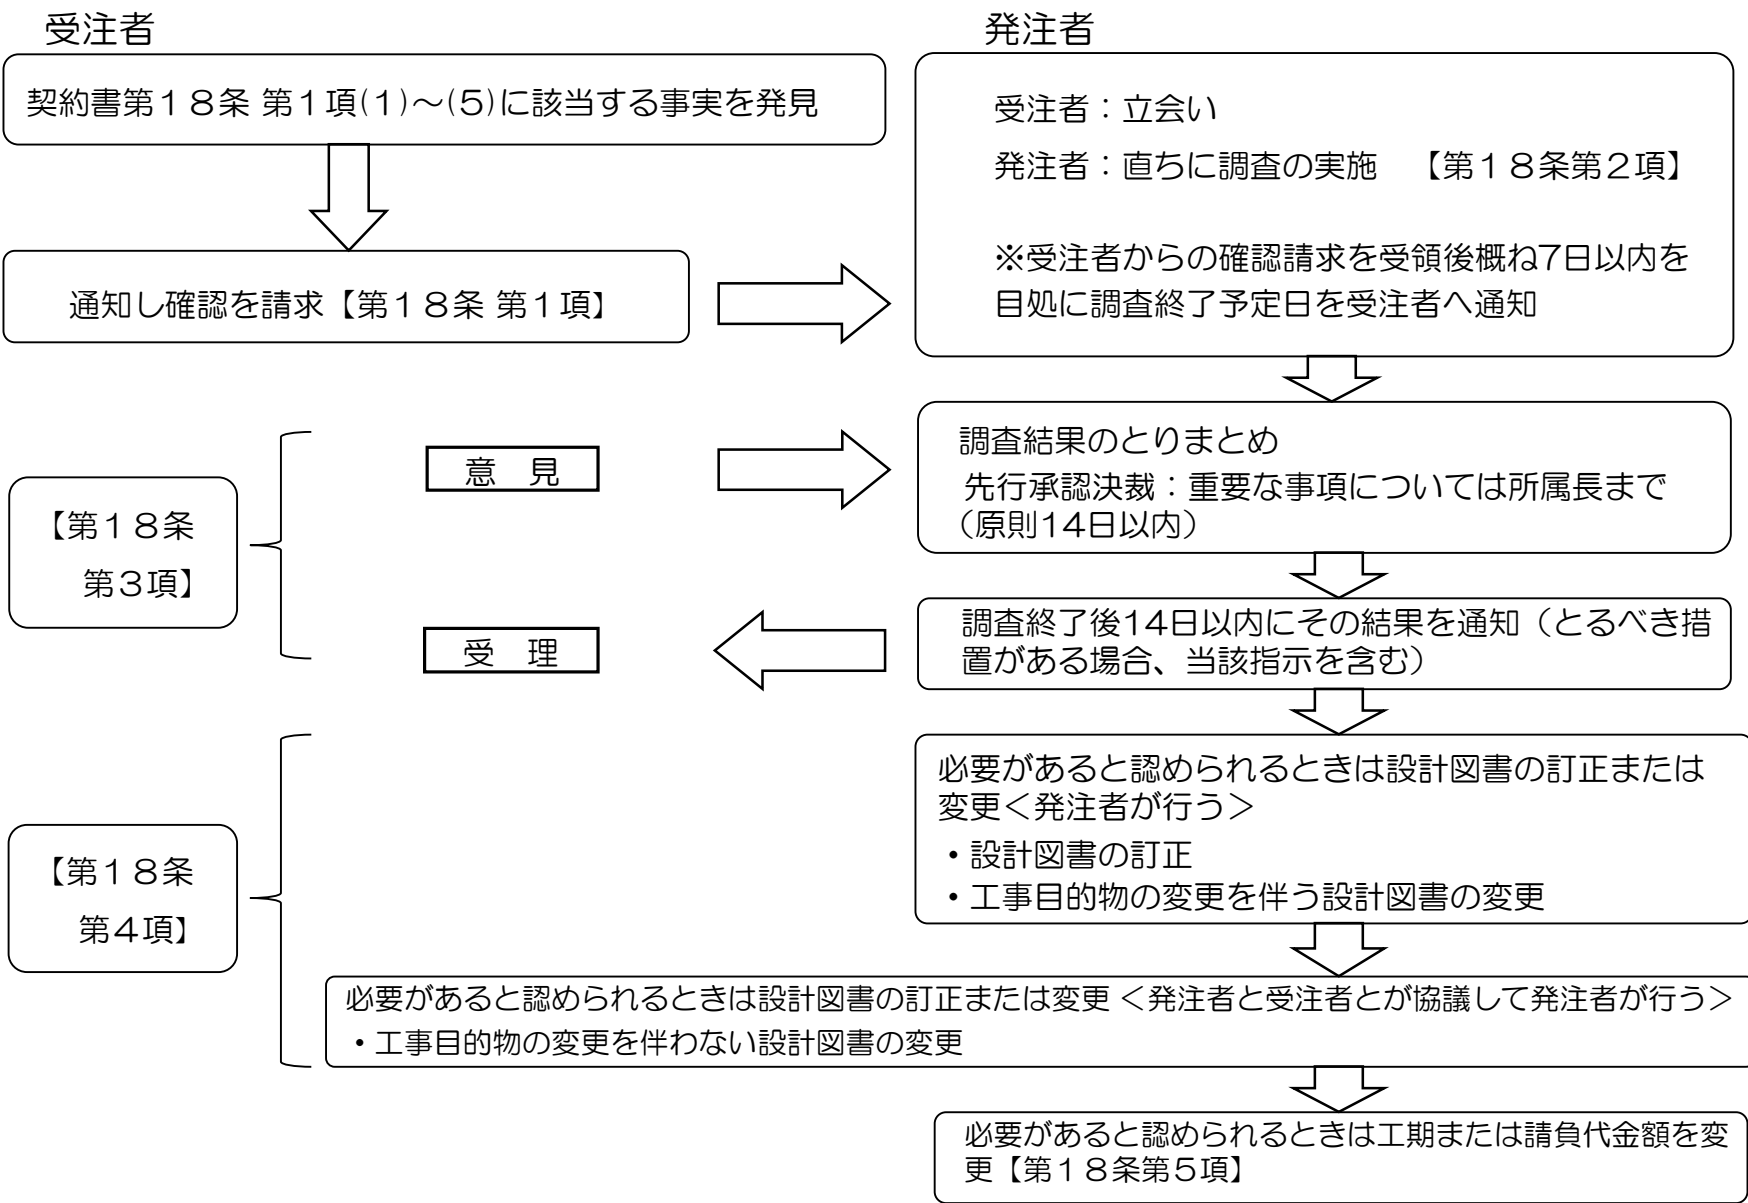 受注者
発注者
契約書第１８条 第１項(１)～(５)に該当する事実を発見
通知し確認を請求【第１８条 第１項】
受注者：立会い
発注者：直ちに調査の実施　【第１８条第２項】
※受注者からの確認請求を受領後概ね7日以内を
目処に調査終了予定日を受注者へ通知
【第１８条
第３項】
意　見
受　理
調査結果のとりまとめ
先行承認決裁：重要な事項については所属長まで
（原則14日以内）
調査終了後14日以内にその結果を通知（とるべき措
置がある場合、当該指示を含む）
【第１８条
第４項】
必要があると認められるときは設計図書の訂正または
変更＜発注者が行う＞
・設計図書の訂正
・工事目的物の変更を伴う設計図書の変更
必要があると認められるときは設計図書の訂正または変更 ＜発注者と受注者とが協議して発注者が行う＞
・工事目的物の変更を伴わない設計図書の変更
必要があると認められるときは工期または請負代金額を変
更【第１８条第５項】